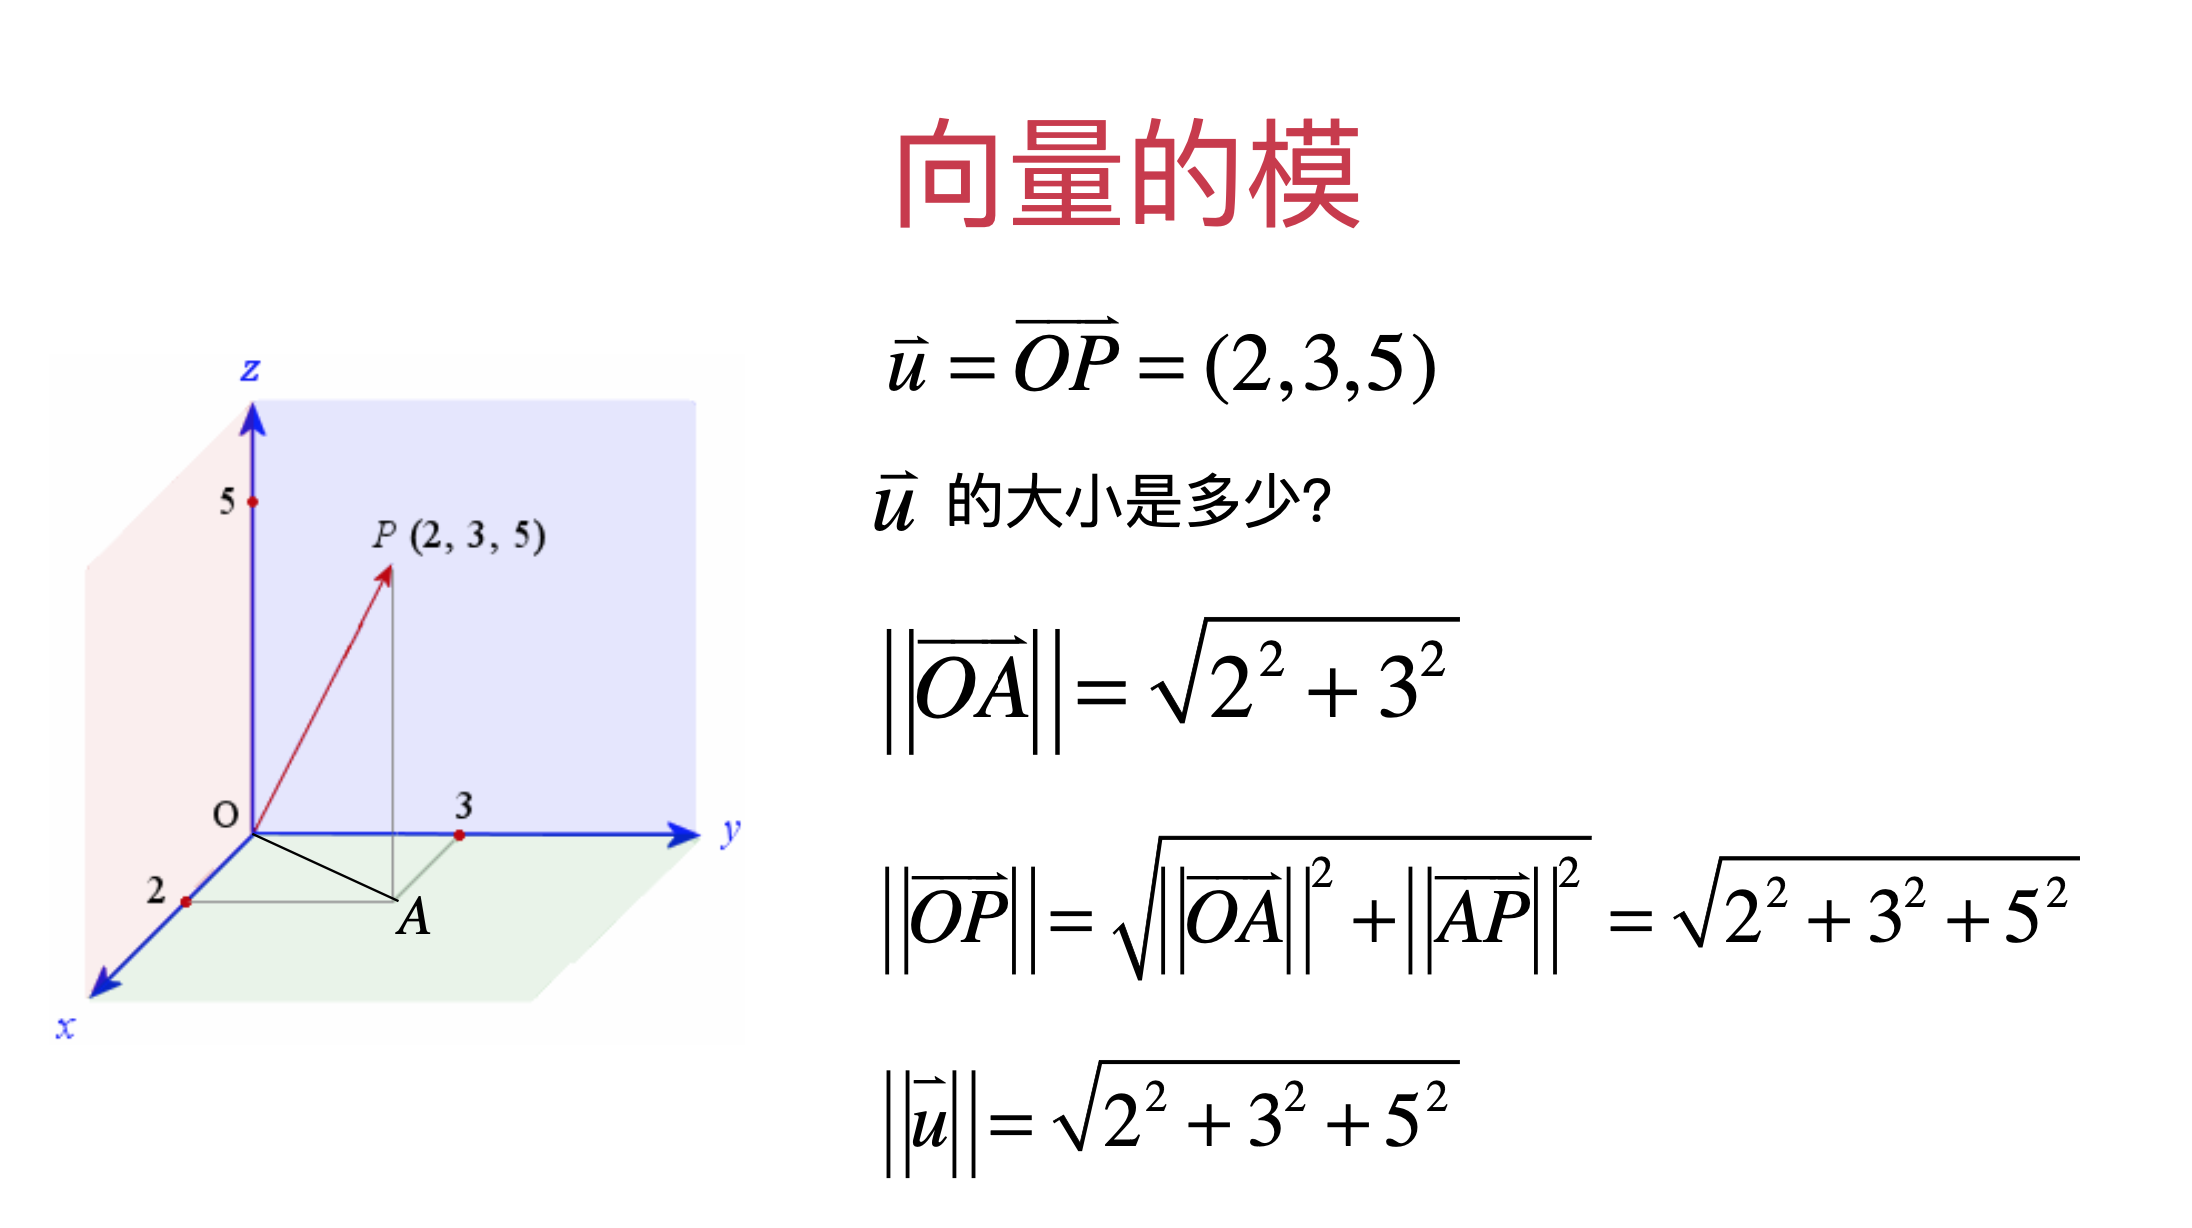 向量的模
u⃗ = OP⃗ = (2,3,5)
u⃗ 的大小是多少?
||OA⃗|| = √(2² + 3²)
||OP⃗|| = √(||OA⃗||² + ||AP⃗||²) = √(2² + 3² + 5²)
||u⃗|| = √(2² + 3² + 5²)
z
5
P (2, 3, 5)
O
3
y
2
A
x